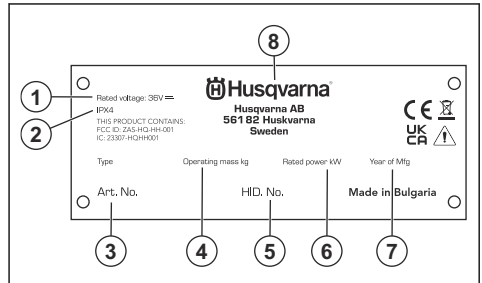 8
1
Rated voltage: 36V
2
IPX4
THIS PRODUCT CONTAINS:
FCC ID: ZAS-HQ-HH-001
IC: 23307-HQHH001
Husqvarna
Husqvarna AB
561 82 Huskvarna
Sweden
CE
UK
CA
Type
Operating mass kg
Rated power kW
Year of Mfg
Art. No.
HID. No.
Made in Bulgaria
3
4
5
6
7